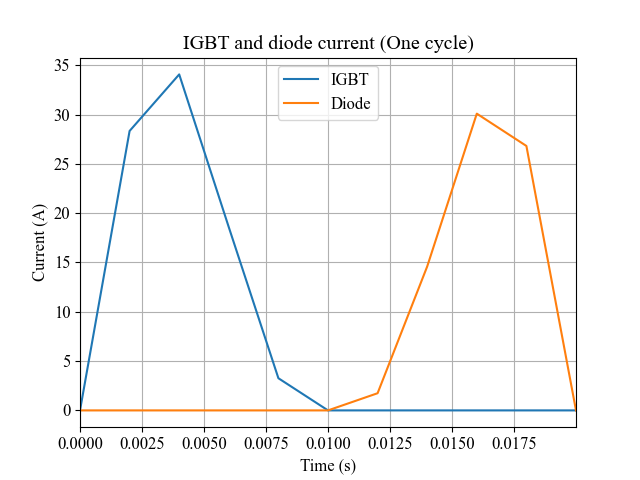 IGBT and diode current (One cycle)
IGBT
Diode
Current (A)
35
30
25
20
15
10
5
0
0.0000 0.0025 0.0050 0.0075 0.0100 0.0125 0.0150 0.0175
Time (s)